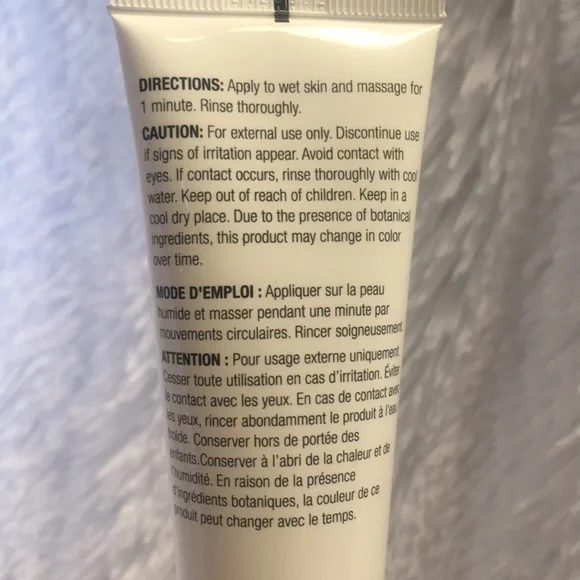 DIRECTIONS: Apply to wet skin and massage for
1 minute. Rinse thoroughly.
CAUTION: For external use only. Discontinue use
if signs of irritation appear. Avoid contact with
eyes. If contact occurs, rinse thoroughly with cool
water. Keep out of reach of children. Keep in a
cool dry place. Due to the presence of botanical
ingredients, this product may change in color
over time.
MODE D'EMPLOI : Appliquer sur la peau
humide et masser pendant une minute par
mouvements circulaires. Rincer soigneusement.
ATTENTION : Pour usage externe uniquement.
Cesser toute utilisation en cas d'irritation. Éviter
le contact avec les yeux. En cas de contact avec
les yeux, rincer abondamment le produit à l'eau
froide. Conserver hors de portée des
enfants.Conserver à l'abri de la chaleur et de
l'humidité. En raison de la présence
d'ingrédients botaniques, la couleur de ce
produit peut changer avec le temps.